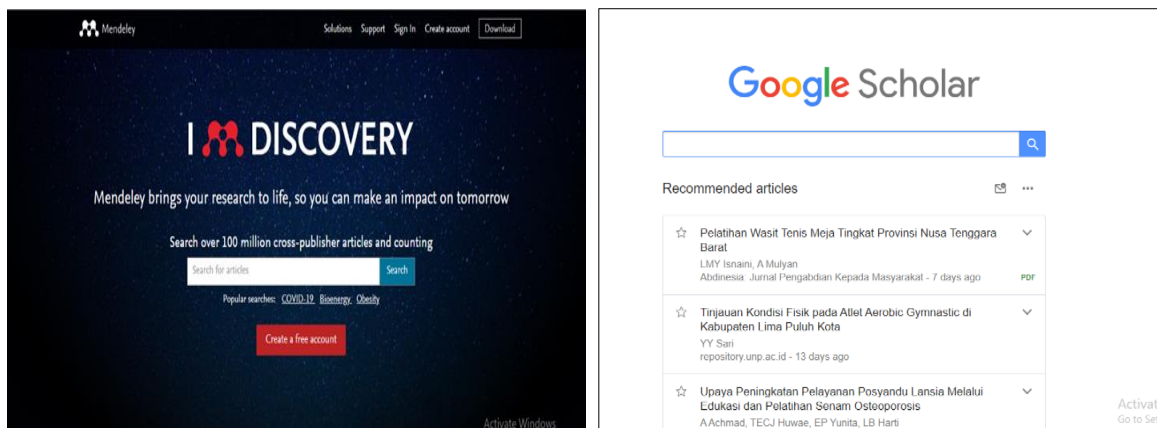 Mendeley
Solutions Support Sign In Create account Download
I DISCOVERY
Mendeley brings your research to life, so you can make an impact on tomorrow
Search over 100 million cross-publisher articles and counting
Search for articles Search
Popular searches: COVID-19 Bioenergy Obesity
Create a free account
Activate Windows
Google Scholar
Recommended articles
Pelatihan Wasit Tenis Meja Tingkat Provinsi Nusa Tenggara
Barat
LMY Isnaini, A Mulyan
Abdinesia: Jurnal Pengabdian Kepada Masyarakat - 7 days ago PDF
Tinjauan Kondisi Fisik pada Atlet Aerobic Gymnastic di
Kabupaten Lima Puluh Kota
YY Sari
repository.unp.ac.id - 13 days ago
Upaya Peningkatan Pelayanan Posyandu Lansia Melalui
Edukasi dan Pelatihan Senam Osteoporosis
A Achmad, TECJ Huwae, EP Yunita, LB Harti
Activat
Go to Set